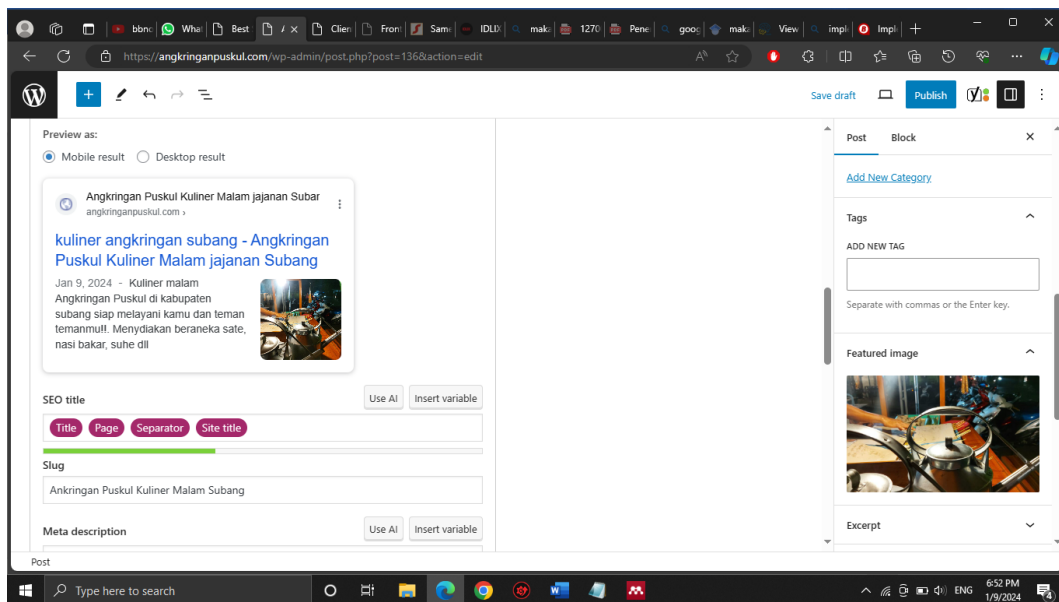 bbnc
What
Best
/
Clien
Front
Same
IDLIX
maka
1270
Pene
goog
maka
View
impl
Impl
https://angkringanpuskul.com/wp-admin/post.php?post=136&action=edit
Save draft
Publish
Preview as:
Mobile result
Desktop result
Angkringan Puskul Kuliner Malam jajanan Subar
angkringanpuskul.com ›
kuliner angkringan subang - Angkringan
Puskul Kuliner Malam jajanan Subang
Jan 9, 2024 - Kuliner malam
Angkringan Puskul di kabupaten
subang siap melayani kamu dan teman
temanmu!!. Menydiakan beraneka sate,
nasi bakar, suhe dll
SEO title
Use AI
Insert variable
Title
Page
Separator
Site title
Slug
Ankringan Puskul Kuliner Malam Subang
Meta description
Use AI
Insert variable
Post
Post
Block
Add New Category
Tags
ADD NEW TAG
Separate with commas or the Enter key.
Featured image
Excerpt
Type here to search
ENG
6:52 PM
1/9/2024